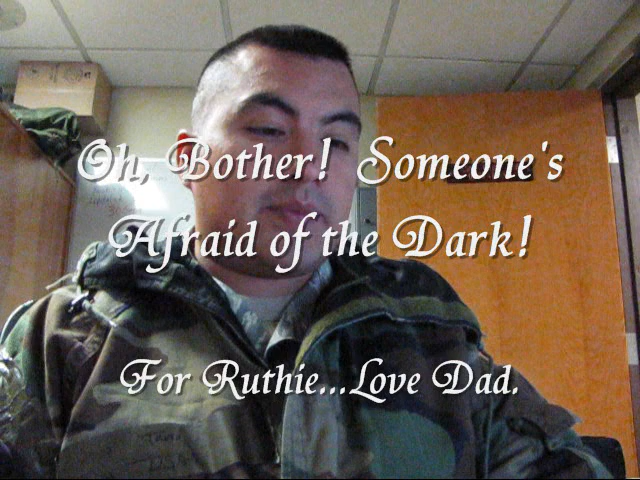 Oh, Bother! Someone's
Afraid of the Dark!
For Ruthie...Love Dad.